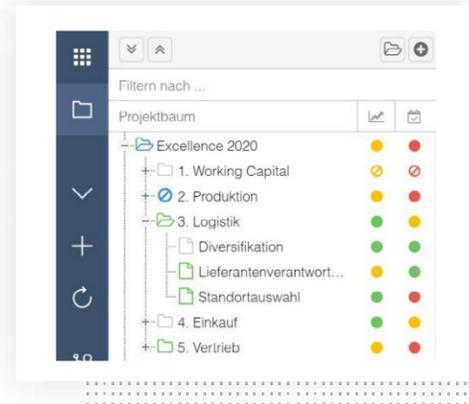 Filtern nach ...
Projektbaum
Excellence 2020
1. Working Capital
2. Produktion
3. Logistik
Diversifikation
Lieferantenverantwort...
Standortauswahl
4. Einkauf
5. Vertrieb